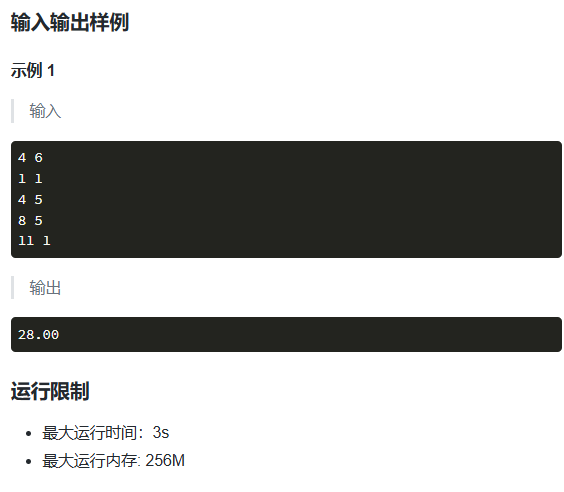 输入输出样例
示例 1
输入
4 6
1 1
4 5
8 5
11 1
输出
28.00
运行限制
最大运行时间：3s
最大运行内存: 256M